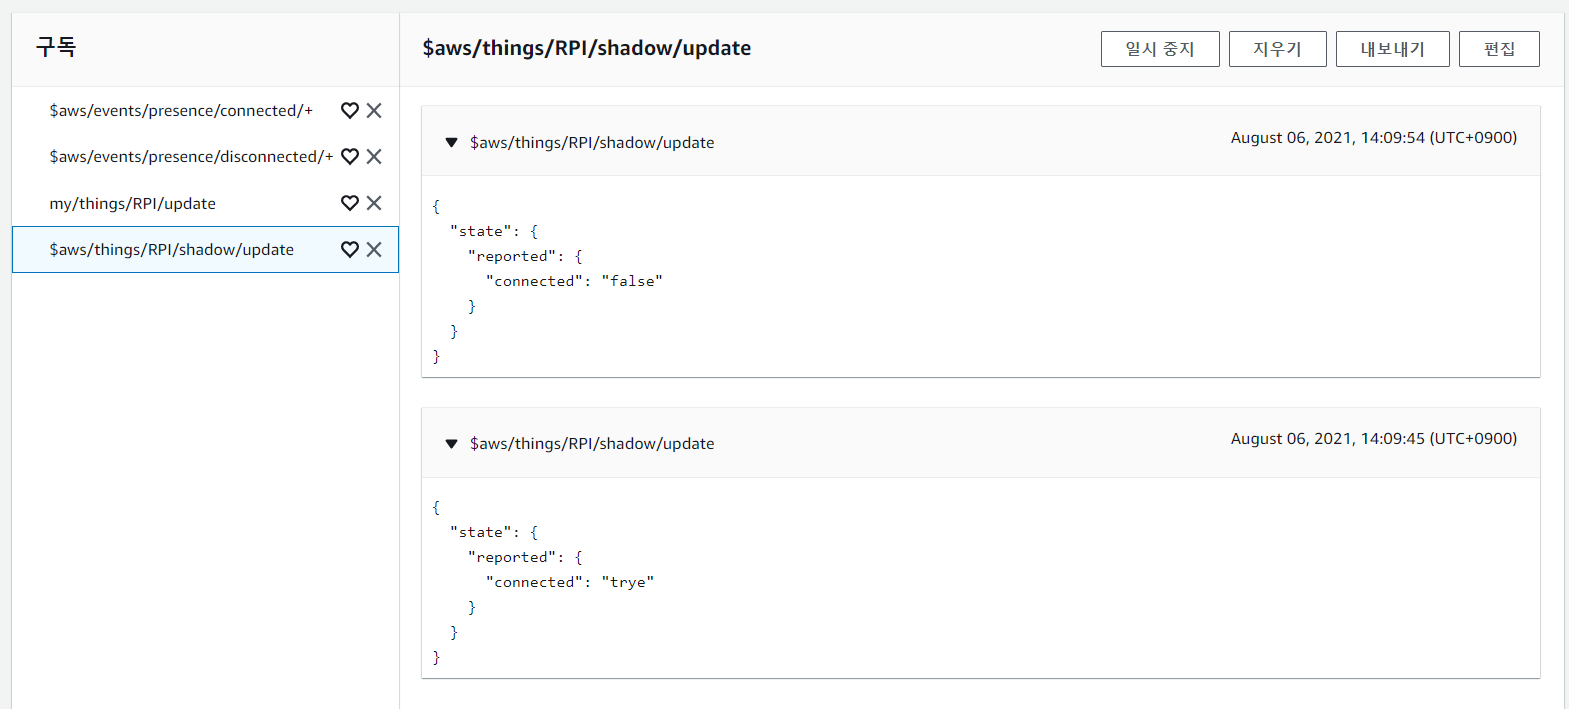 구독
$aws/events/presence/connected/+
$aws/events/presence/disconnected/+
my/things/RPI/update
$aws/things/RPI/shadow/update
$aws/things/RPI/shadow/update
일시 중지
지우기
내보내기
편집
$aws/things/RPI/shadow/update
August 06, 2021, 14:09:54 (UTC+0900)
{
  "state": {
    "reported": {
      "connected": "false"
    }
  }
}
$aws/things/RPI/shadow/update
August 06, 2021, 14:09:45 (UTC+0900)
{
  "state": {
    "reported": {
      "connected": "trye"
    }
  }
}